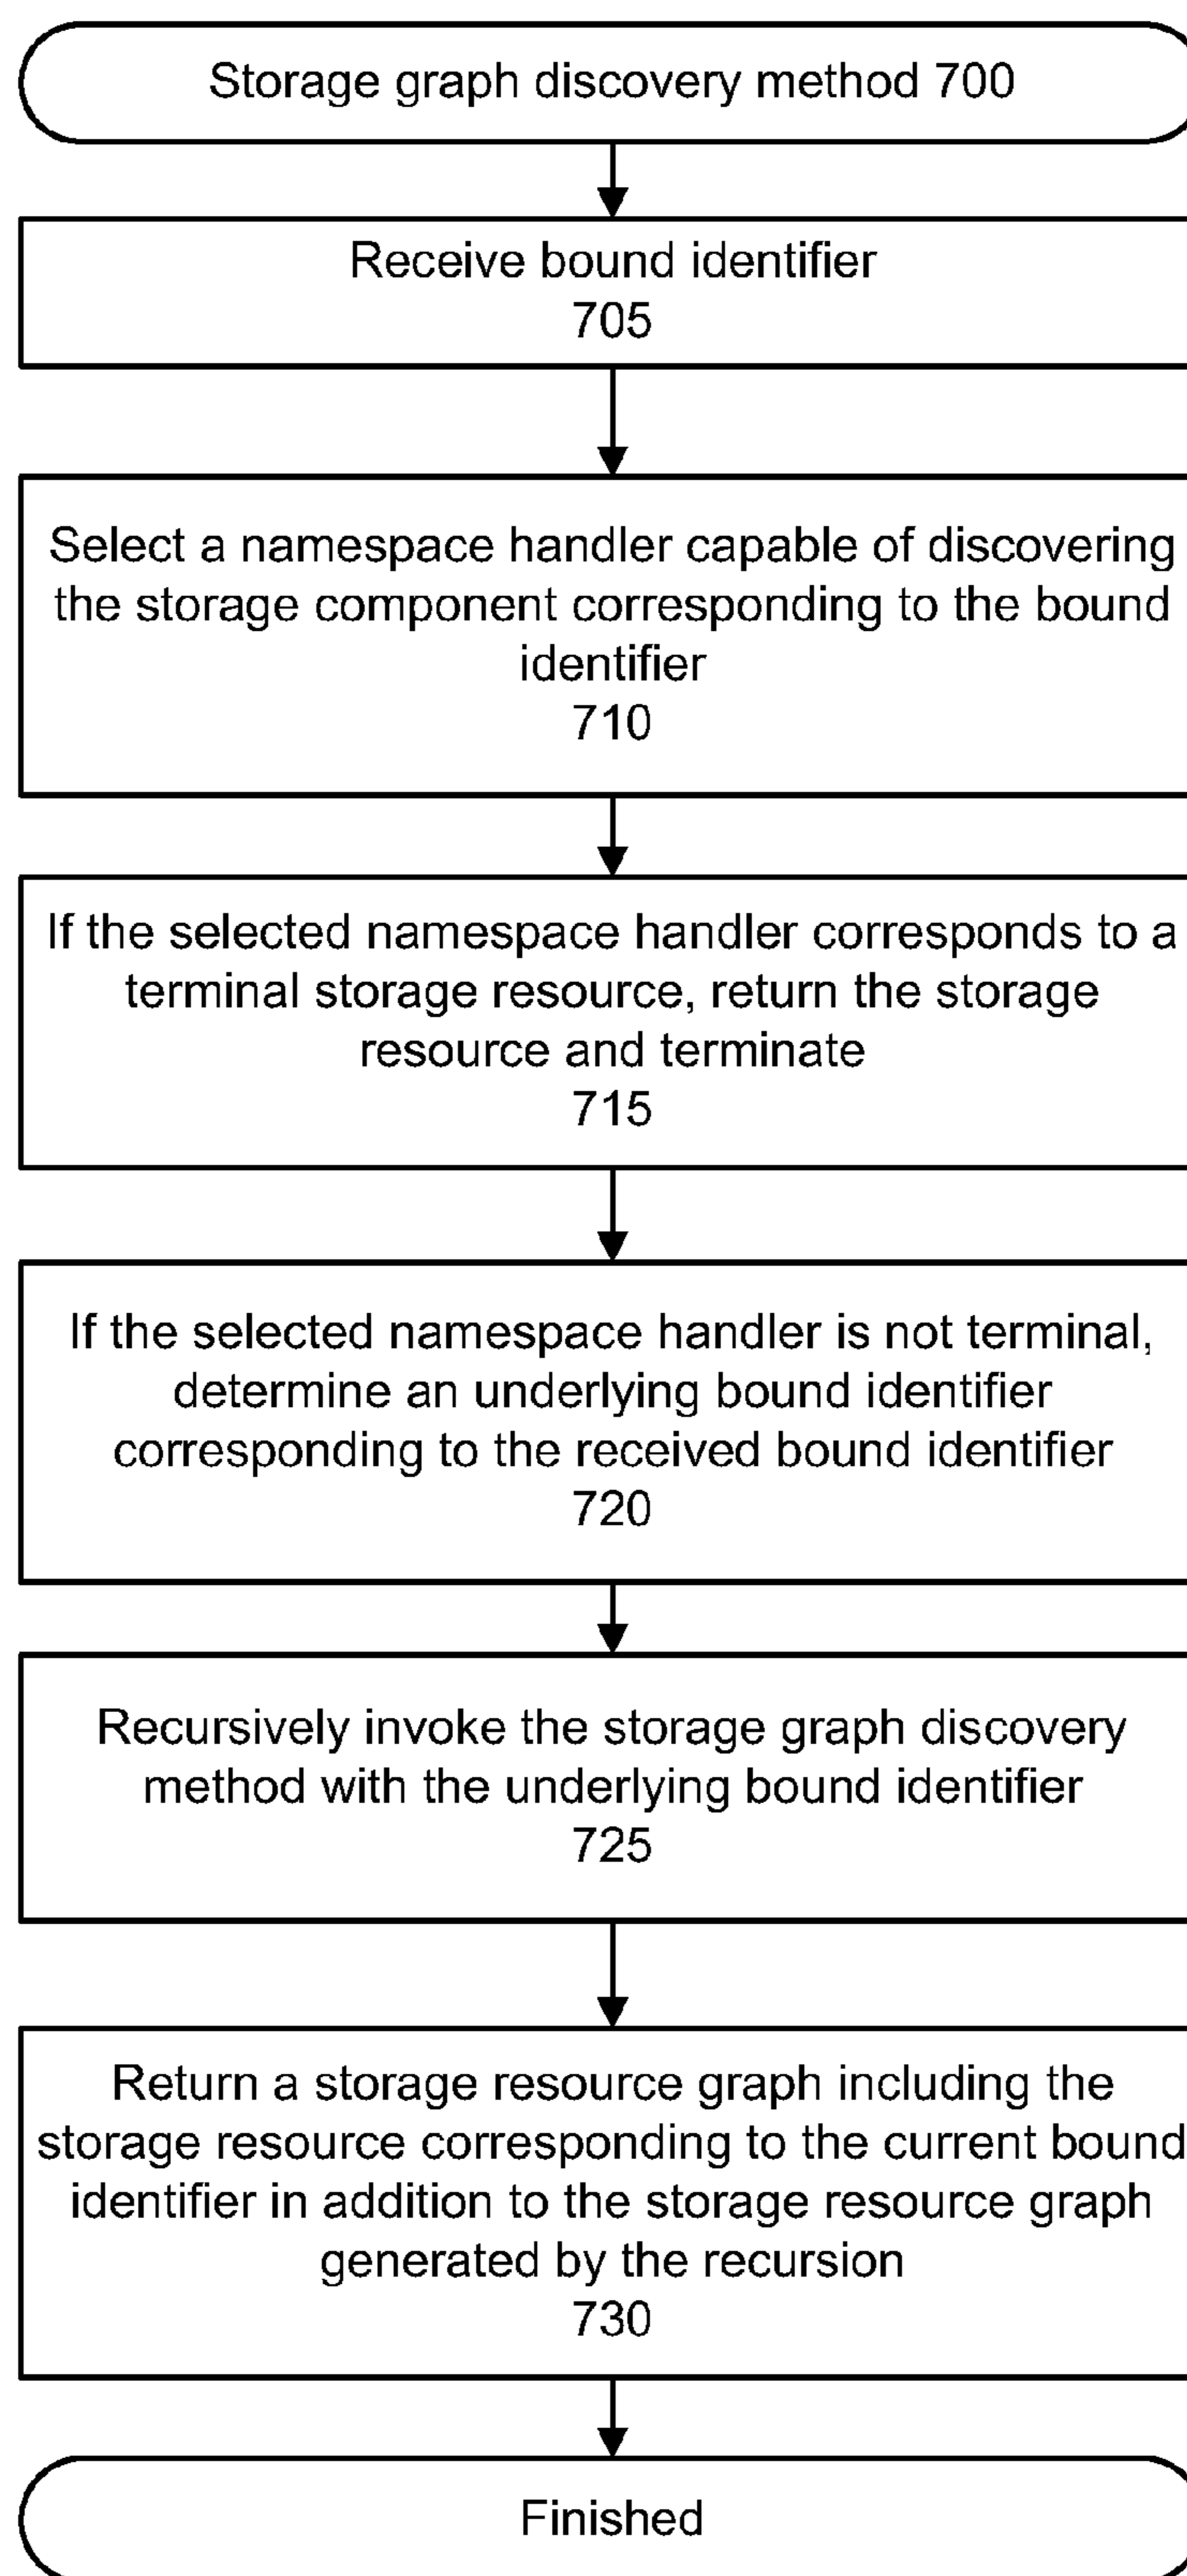 Storage graph discovery method 700
Receive bound identifier
705
Select a namespace handler capable of discovering
the storage component corresponding to the bound
identifier
710
If the selected namespace handler corresponds to a
terminal storage resource, return the storage
resource and terminate
715
If the selected namespace handler is not terminal,
determine an underlying bound identifier
corresponding to the received bound identifier
720
Recursively invoke the storage graph discovery
method with the underlying bound identifier
725
Return a storage resource graph including the
storage resource corresponding to the current bound
identifier in addition to the storage resource graph
generated by the recursion
730
Finished